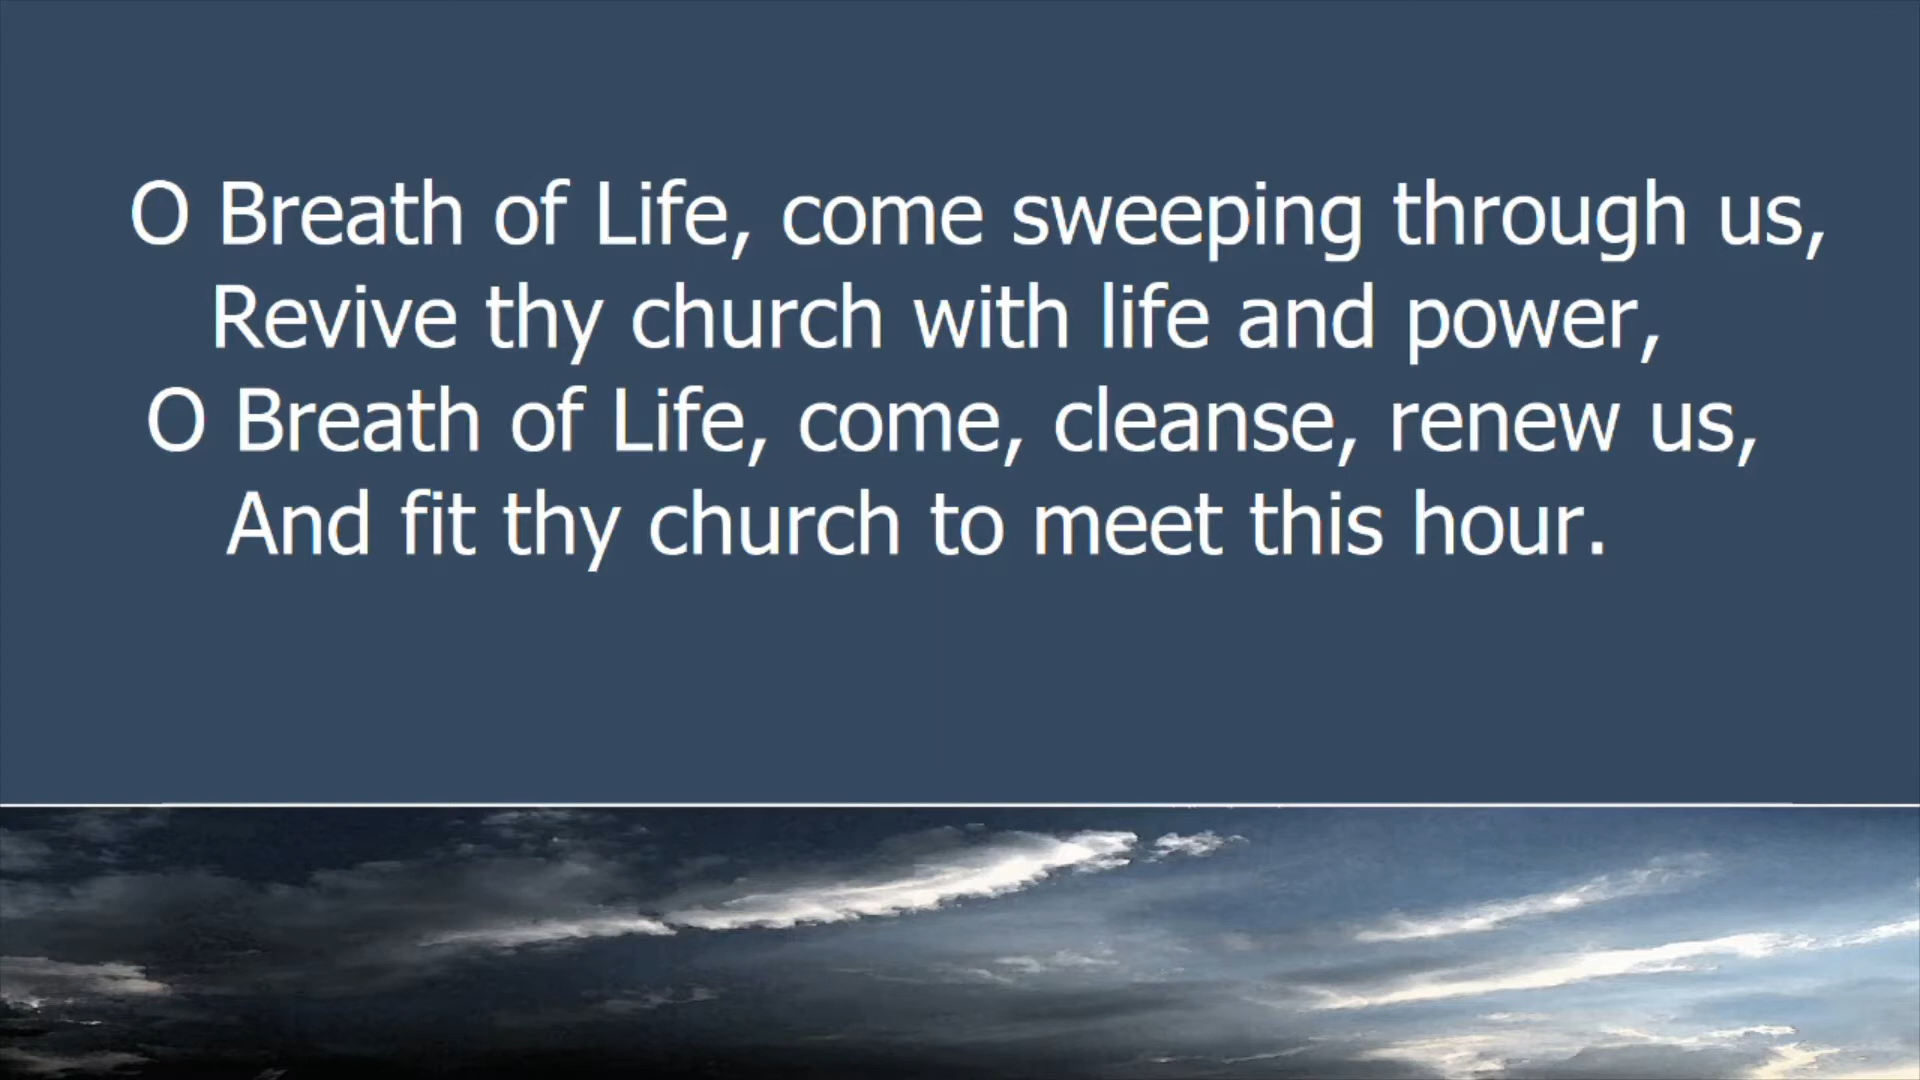 O Breath of Life, come sweeping through us,
Revive thy church with life and power,
O Breath of Life, come, cleanse, renew us,
And fit thy church to meet this hour.